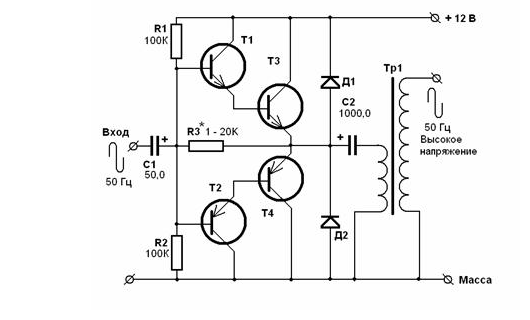 R1
100K
T1
T3
+ 12 В
Д1
C2
1000,0
+
Тр1
50 Гц
Высокое
напряжение
Вход
50 Гц
+
C1
50,0
R3* 1 - 20K
T2
T4
R2
100K
Д2
Масса